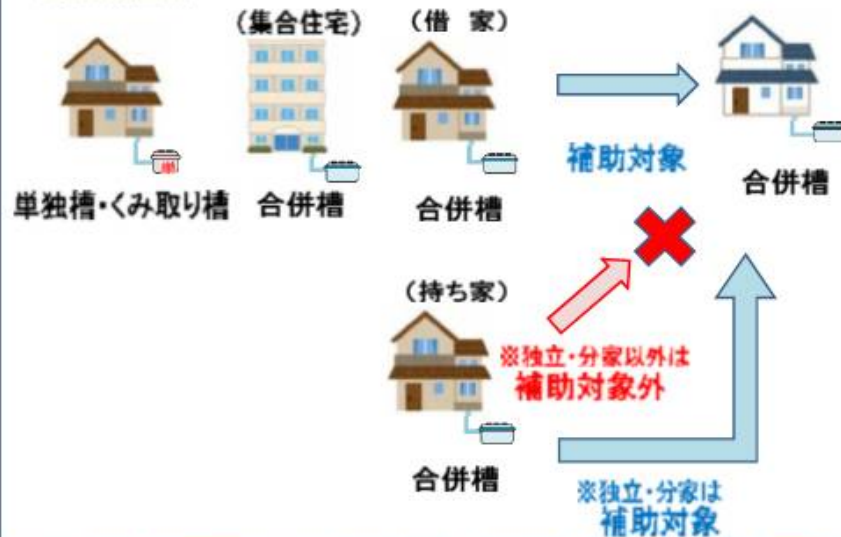 (集合住宅)
(借 家)
単
単独槽・くみ取り槽
合併槽
合併槽
補助対象
合併槽
(持ち家)
※独立・分家以外は
補助対象外
合併槽
※独立・分家は
補助対象